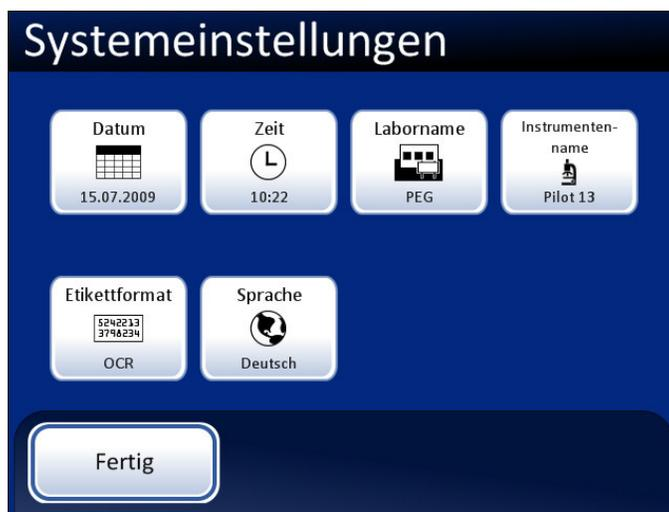 Systemeinstellungen
Datum
15.07.2009
Zeit
10:22
Laborname
PEG
Instrumenten-
name
Pilot 13
Etikettformat
5242213
3798234
OCR
Sprache
Deutsch
Fertig